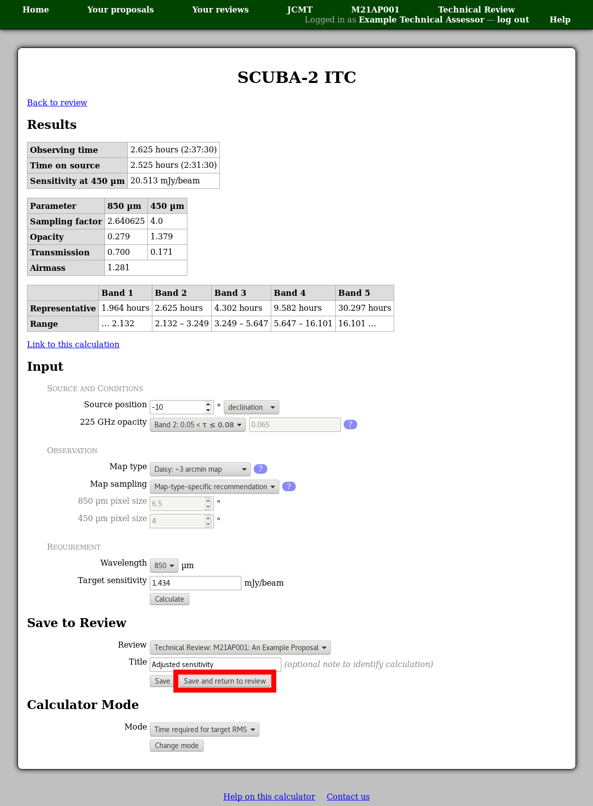 Home Your proposals Your reviews JCMT M21AP001 Technical Review
Logged in as Example Technical Assessor — log out Help
SCUBA-2 ITC
Back to review
Results
Observing time 2.625 hours (2:37:30)
Time on source 2.525 hours (2:31:30)
Sensitivity at 450 µm 20.513 mJy/beam
Parameter 850 µm 450 µm
Sampling factor 2.640625 4.0
Opacity 0.279 1.379
Transmission 0.700 0.171
Airmass 1.281
Band 1 Band 2 Band 3 Band 4 Band 5
Representative 1.964 hours 2.625 hours 4.302 hours 9.582 hours 30.297 hours
Range … 2.132 2.132 – 3.249 3.249 – 5.647 5.647 – 16.101 16.101 …
Link to this calculation
Input
Source and Conditions
Source position -10 ° declination
225 GHz opacity Band 2: 0.05 < τ ≤ 0.08 0.065 ?
Observation
Map type Daisy: ~3 arcmin map ?
Map sampling Map-type-specific recommendation ?
850 µm pixel size 6.5 "
450 µm pixel size 4 "
Requirement
Wavelength 850 µm
Target sensitivity 1.434 mJy/beam
Calculate
Save to Review
Review Technical Review: M21AP001: An Example Proposal
Title Adjusted sensitivity (optional note to identify calculation)
Save Save and return to review
Calculator Mode
Mode Time required for target RMS
Change mode
Help on this calculator Contact us